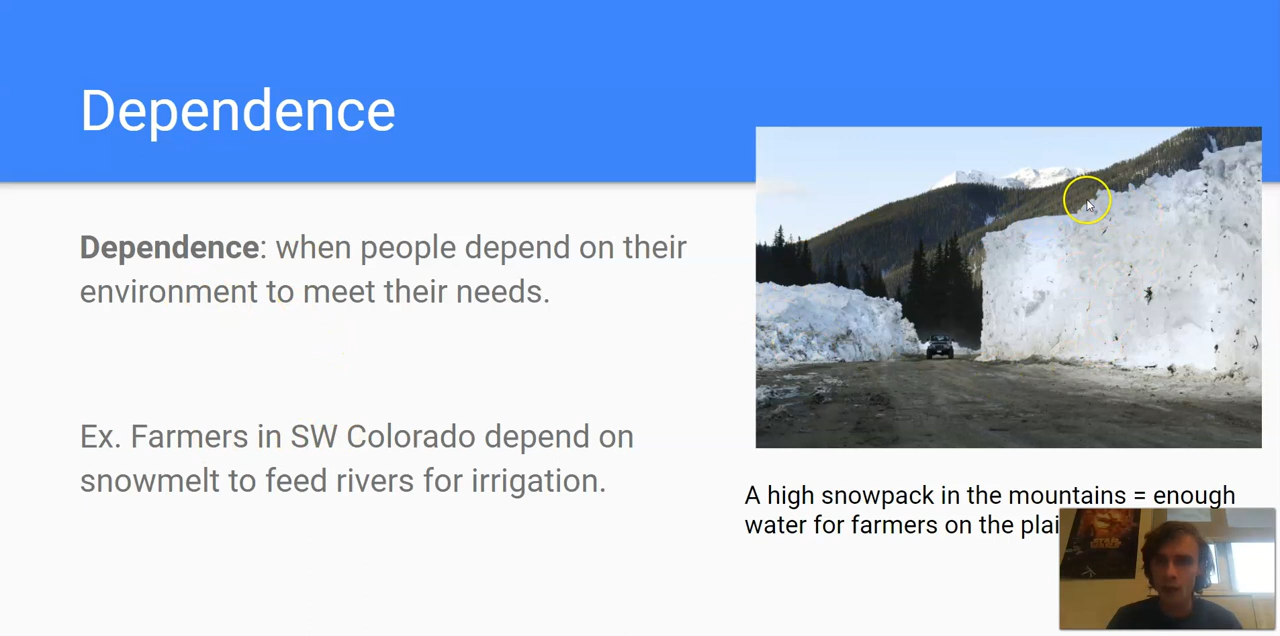 Dependence
Dependence: when people depend on their
environment to meet their needs.
Ex. Farmers in SW Colorado depend on
snowmelt to feed rivers for irrigation.
A high snowpack in the mountains = enough
water for farmers on the
STAR